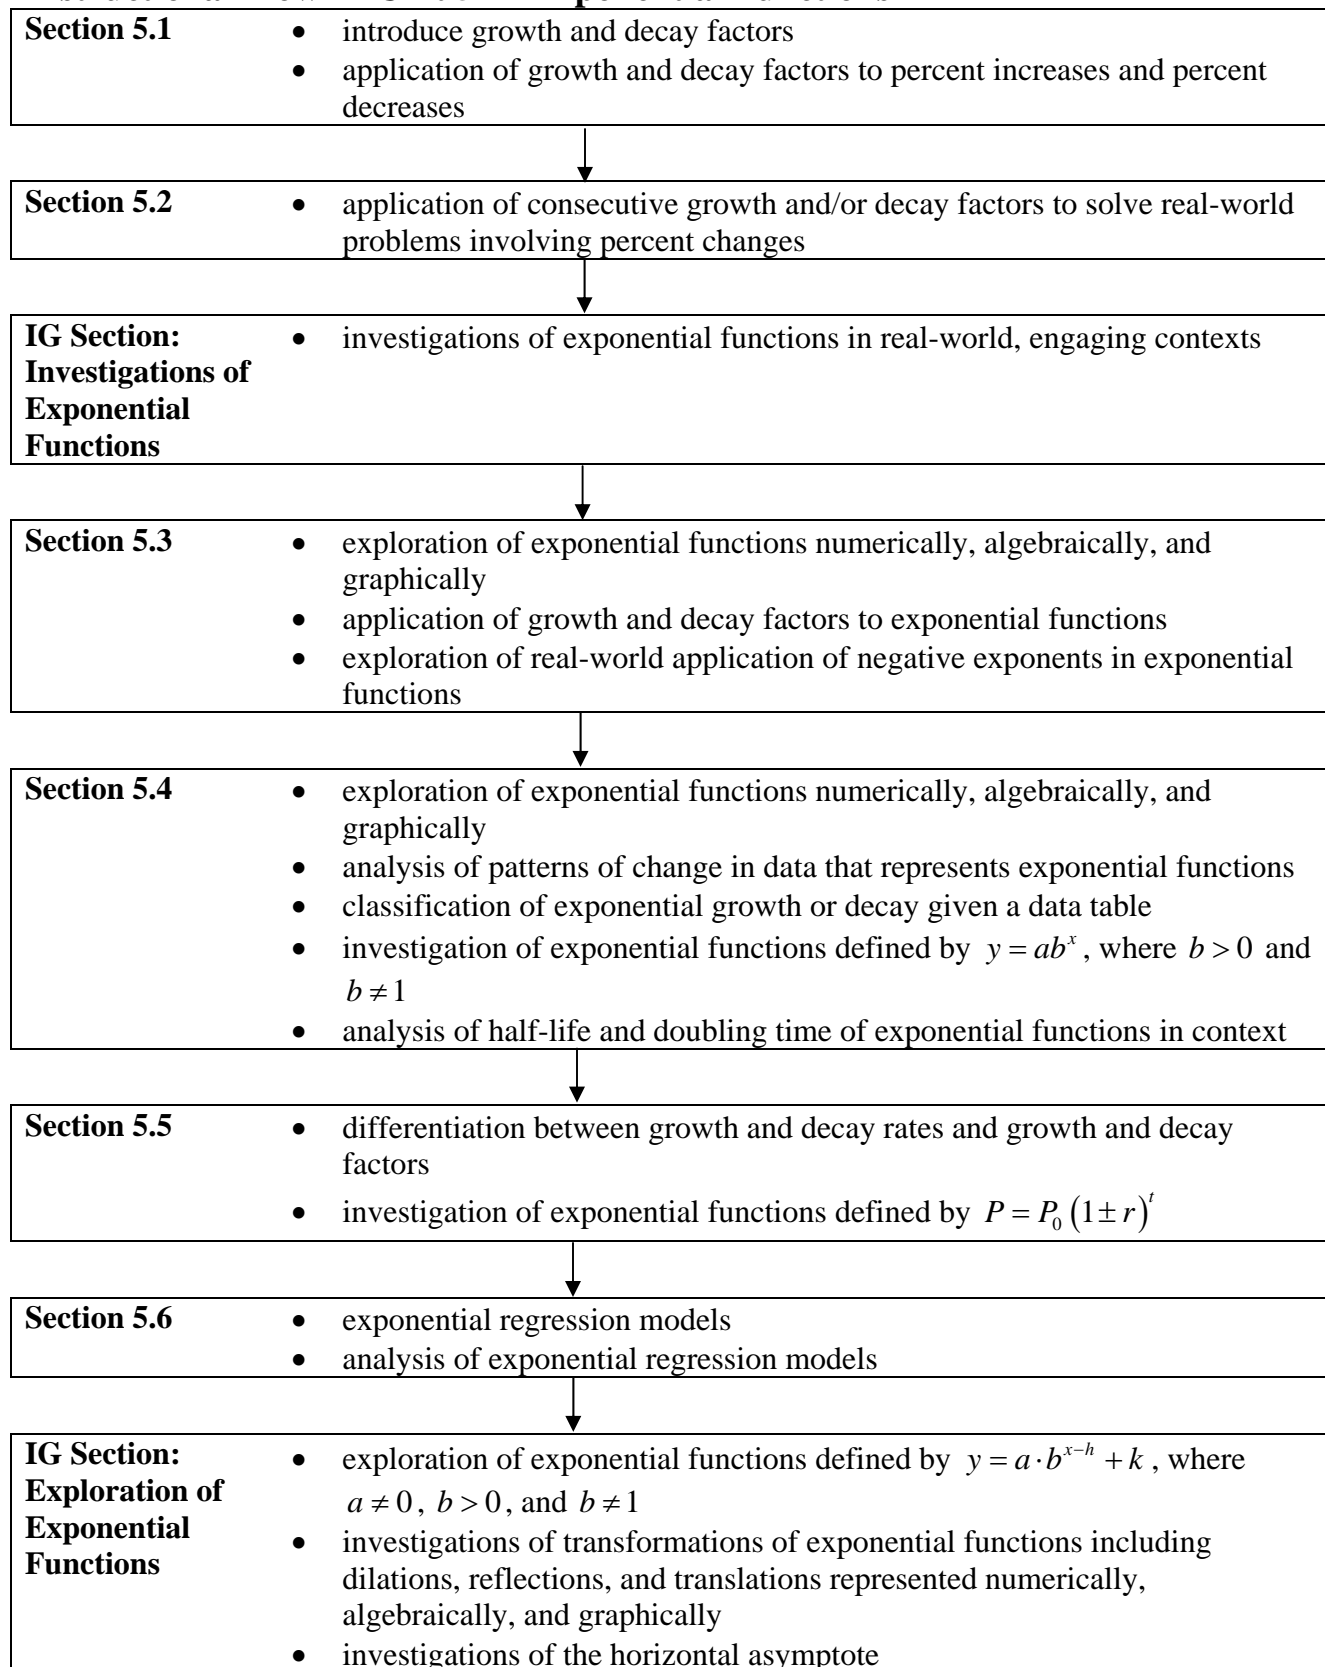 Section 5.1
• introduce growth and decay factors
• application of growth and decay factors to percent increases and percent
decreases
Section 5.2
• application of consecutive growth and/or decay factors to solve real-world
problems involving percent changes
IG Section:
Investigations of
Exponential
Functions
• investigations of exponential functions in real-world, engaging contexts
Section 5.3
• exploration of exponential functions numerically, algebraically, and
graphically
• application of growth and decay factors to exponential functions
• exploration of real-world application of negative exponents in exponential
functions
Section 5.4
• exploration of exponential functions numerically, algebraically, and
graphically
• analysis of patterns of change in data that represents exponential functions
• classification of exponential growth or decay given a data table
• investigation of exponential functions defined by y = ab^x, where b > 0 and
b ≠ 1
• analysis of half-life and doubling time of exponential functions in context
Section 5.5
• differentiation between growth and decay rates and growth and decay
factors
• investigation of exponential functions defined by P = P₀ (1 ± r)^t
Section 5.6
• exponential regression models
• analysis of exponential regression models
IG Section:
Exploration of
Exponential
Functions
• exploration of exponential functions defined by y = a · b^(x−h) + k, where
a ≠ 0, b > 0, and b ≠ 1
• investigations of transformations of exponential functions including
dilations, reflections, and translations represented numerically,
algebraically, and graphically
• investigations of the horizontal asymptote